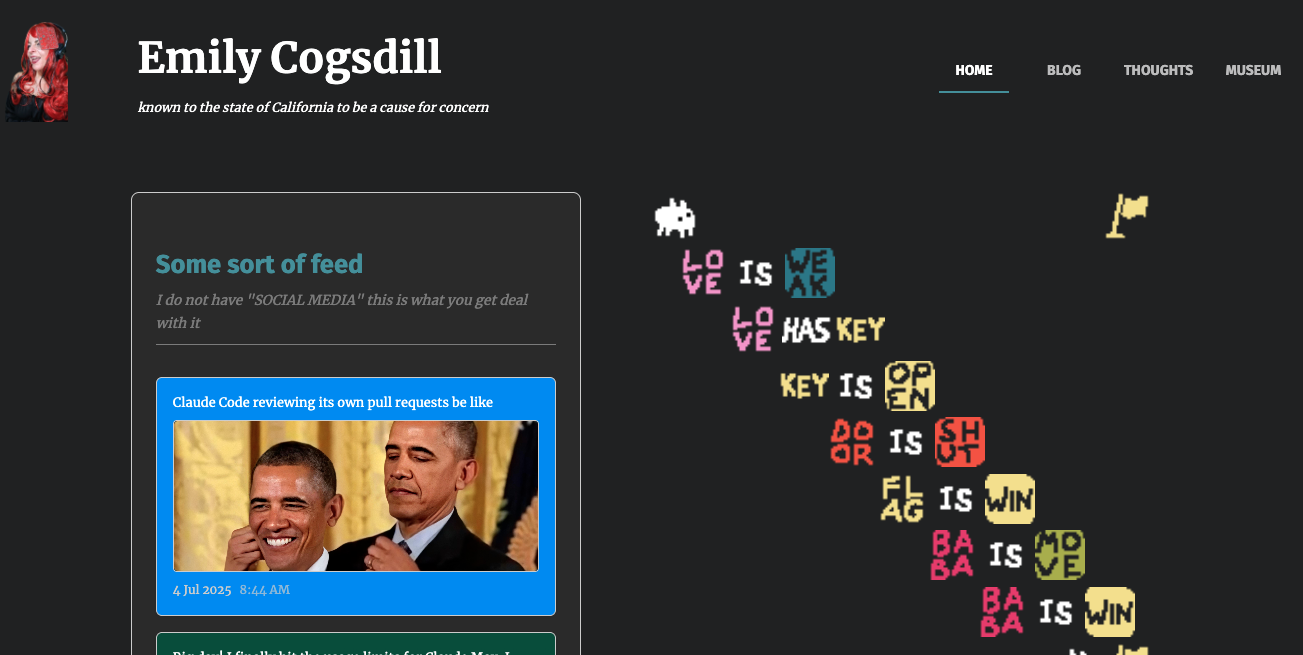 Emily Cogsdill
known to the state of California to be a cause for concern
HOME BLOG THOUGHTS MUSEUM
Some sort of feed
I do not have "SOCIAL MEDIA" this is what you get deal
with it
Claude Code reviewing its own pull requests be like
4 Jul 2025 8:44 AM
LOVE IS WEAK
LOVE HAS KEY
KEY IS OPEN
DOOR IS SHUT
FLAG IS WIN
BABA IS MOVE
BABA IS WIN